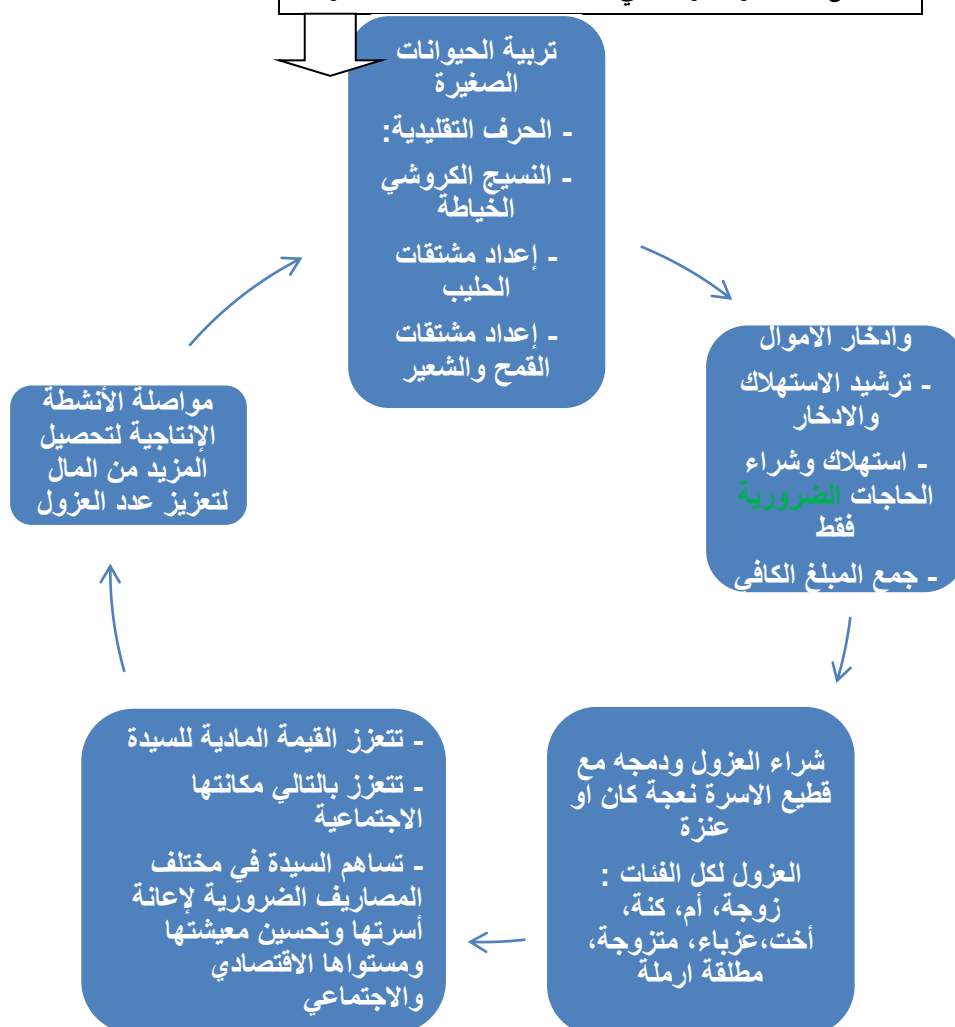 تربية الحيوانات
الصغيرة
- الحرف التقليدية:
- النسيج الكروشي
الخياطة
- إعداد مشتقات
الحليب
- إعداد مشتقات
القمح والشعير
وادخار الاموال
- ترشيد الاستهلاك
والادخار
- استهلاك وشراء
الحاجات الضرورية
فقط
- جمع المبلغ الكافي
شراء العزول ودمجه مع
قطيع الاسرة نعجة كان او
عنزة
العزول لكل الفئات :
زوجة، أم، كنة،
أخت،عزباء، متزوجة،
مطلقة ارملة
- تتعزز القيمة المادية للسيدة
- تتعزز بالتالي مكانتها
الاجتماعية
- تساهم السيدة في مختلف
المصاريف الضرورية لإعانة
أسرتها وتحسين معيشتها
ومستواها الاقتصادي
والاجتماعي
مواصلة الأنشطة
الإنتاجية لتحصيل
المزيد من المال
لتعزيز عدد العزول